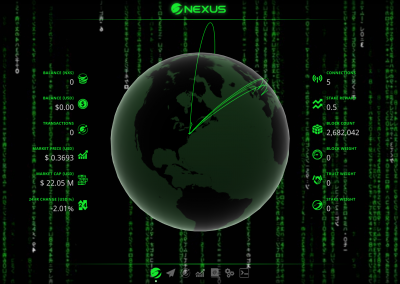 NEXUS
BALANCE (NXS)
0
BALANCE (USD)
$0.00
TRANSACTIONS
0
MARKET PRICE (USD)
$ 0.3693
MARKET CAP (USD)
$ 22.05 M
24HR CHANGE (USD %)
-2.01%
CONNECTIONS
5
STAKE REWARD
0.5
BLOCK COUNT
2,682,042
BLOCK WEIGHT
0
TRUST WEIGHT
0
STAKE WEIGHT
0